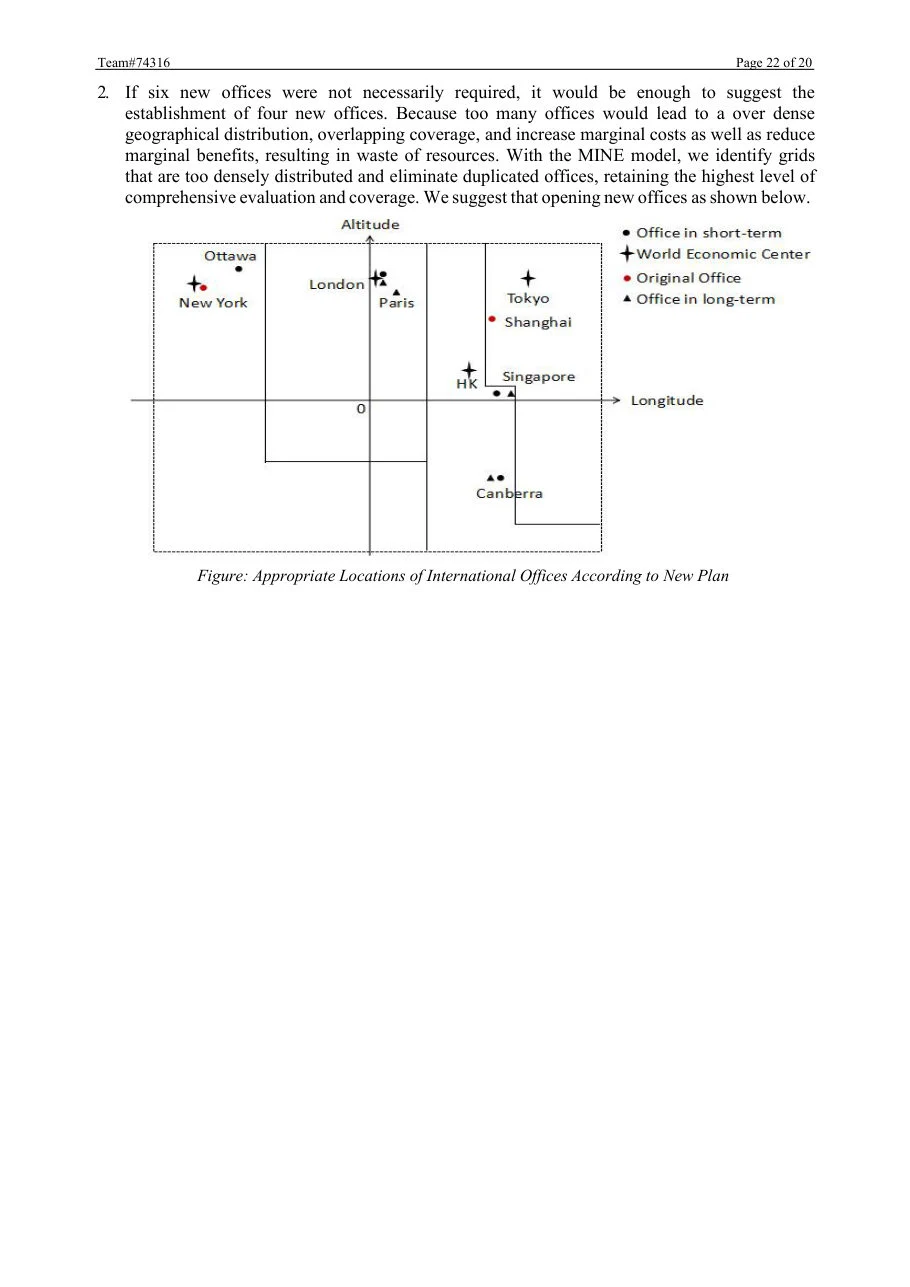 Team#74316 Page 22 of 20
2. If six new offices were not necessarily required, it would be enough to suggest the
establishment of four new offices. Because too many offices would lead to a over dense
geographical distribution, overlapping coverage, and increase marginal costs as well as reduce
marginal benefits, resulting in waste of resources. With the MINE model, we identify grids
that are too densely distributed and eliminate duplicated offices, retaining the highest level of
comprehensive evaluation and coverage. We suggest that opening new offices as shown below.
Altitude
Office in short-term
World Economic Center
Original Office
Office in long-term
Ottawa
London
New York
Paris
Tokyo
Shanghai
HK
Singapore
0
Longitude
Canberra
Figure: Appropriate Locations of International Offices According to New Plan